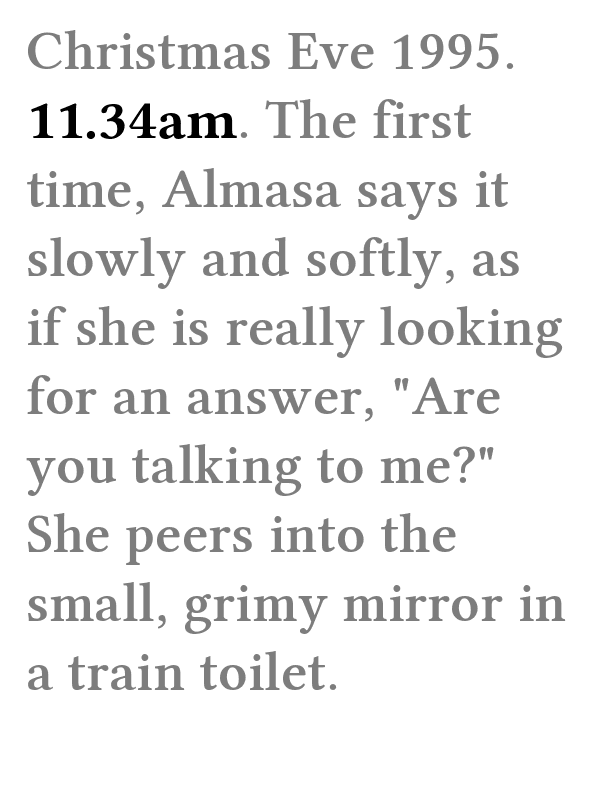 Christmas Eve 1995.
11.34am. The first
time, Almasa says it
slowly and softly, as
if she is really looking
for an answer, "Are
you talking to me?"
She peers into the
small, grimy mirror in
a train toilet.